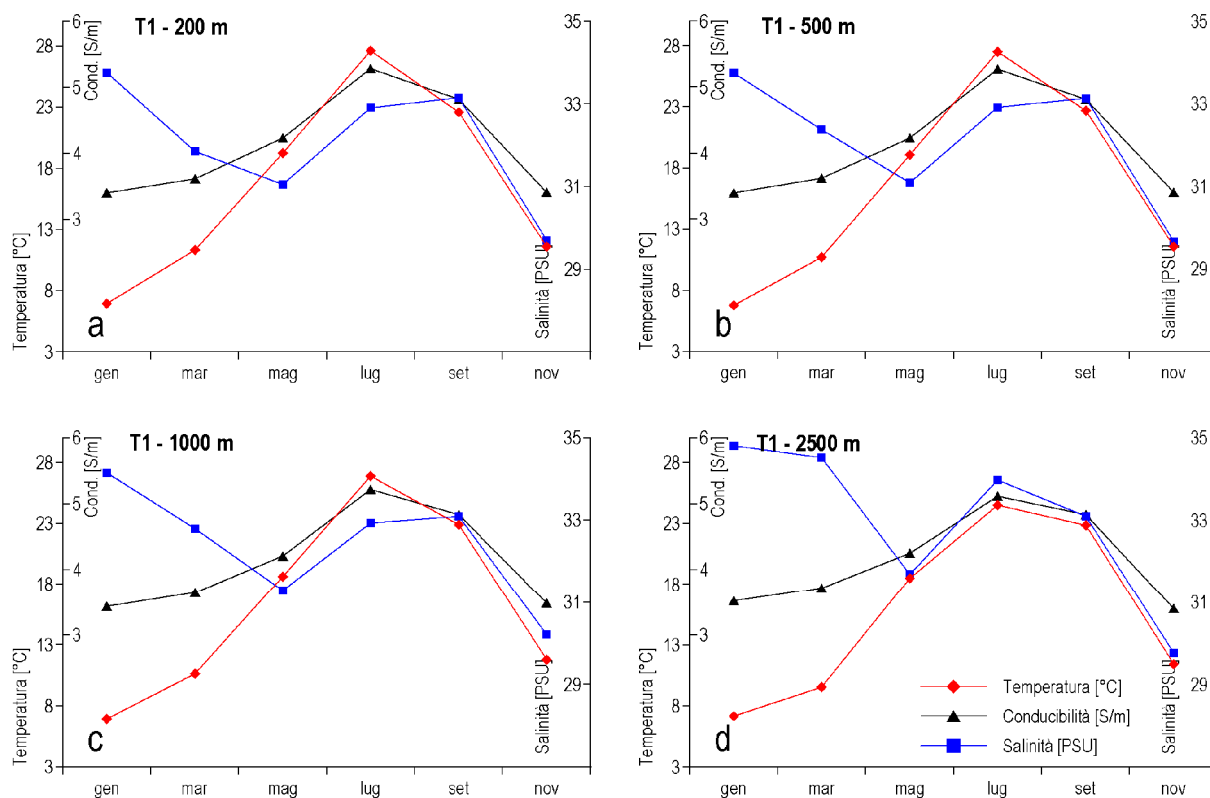 T1 - 200 m
Temperatura [°C]
28
23
18
13
8
3
Cond. [S/m]
6
5
4
3
Salinità [PSU]
35
33
31
29
a
gen mar mag lug set nov
T1 - 500 m
Temperatura [°C]
28
23
18
13
8
3
Cond. [S/m]
6
5
4
3
Salinità [PSU]
35
33
31
29
b
gen mar mag lug set nov
T1 - 1000 m
Temperatura [°C]
28
23
18
13
8
3
Cond. [S/m]
6
5
4
3
Salinità [PSU]
35
33
31
29
c
gen mar mag lug set nov
T1 - 2500 m
Temperatura [°C]
28
23
18
13
8
3
Cond. [S/m]
6
5
4
3
Salinità [PSU]
35
33
31
29
d
Temperatura [°C]
Conducibilità [S/m]
Salinità [PSU]
gen mar mag lug set nov